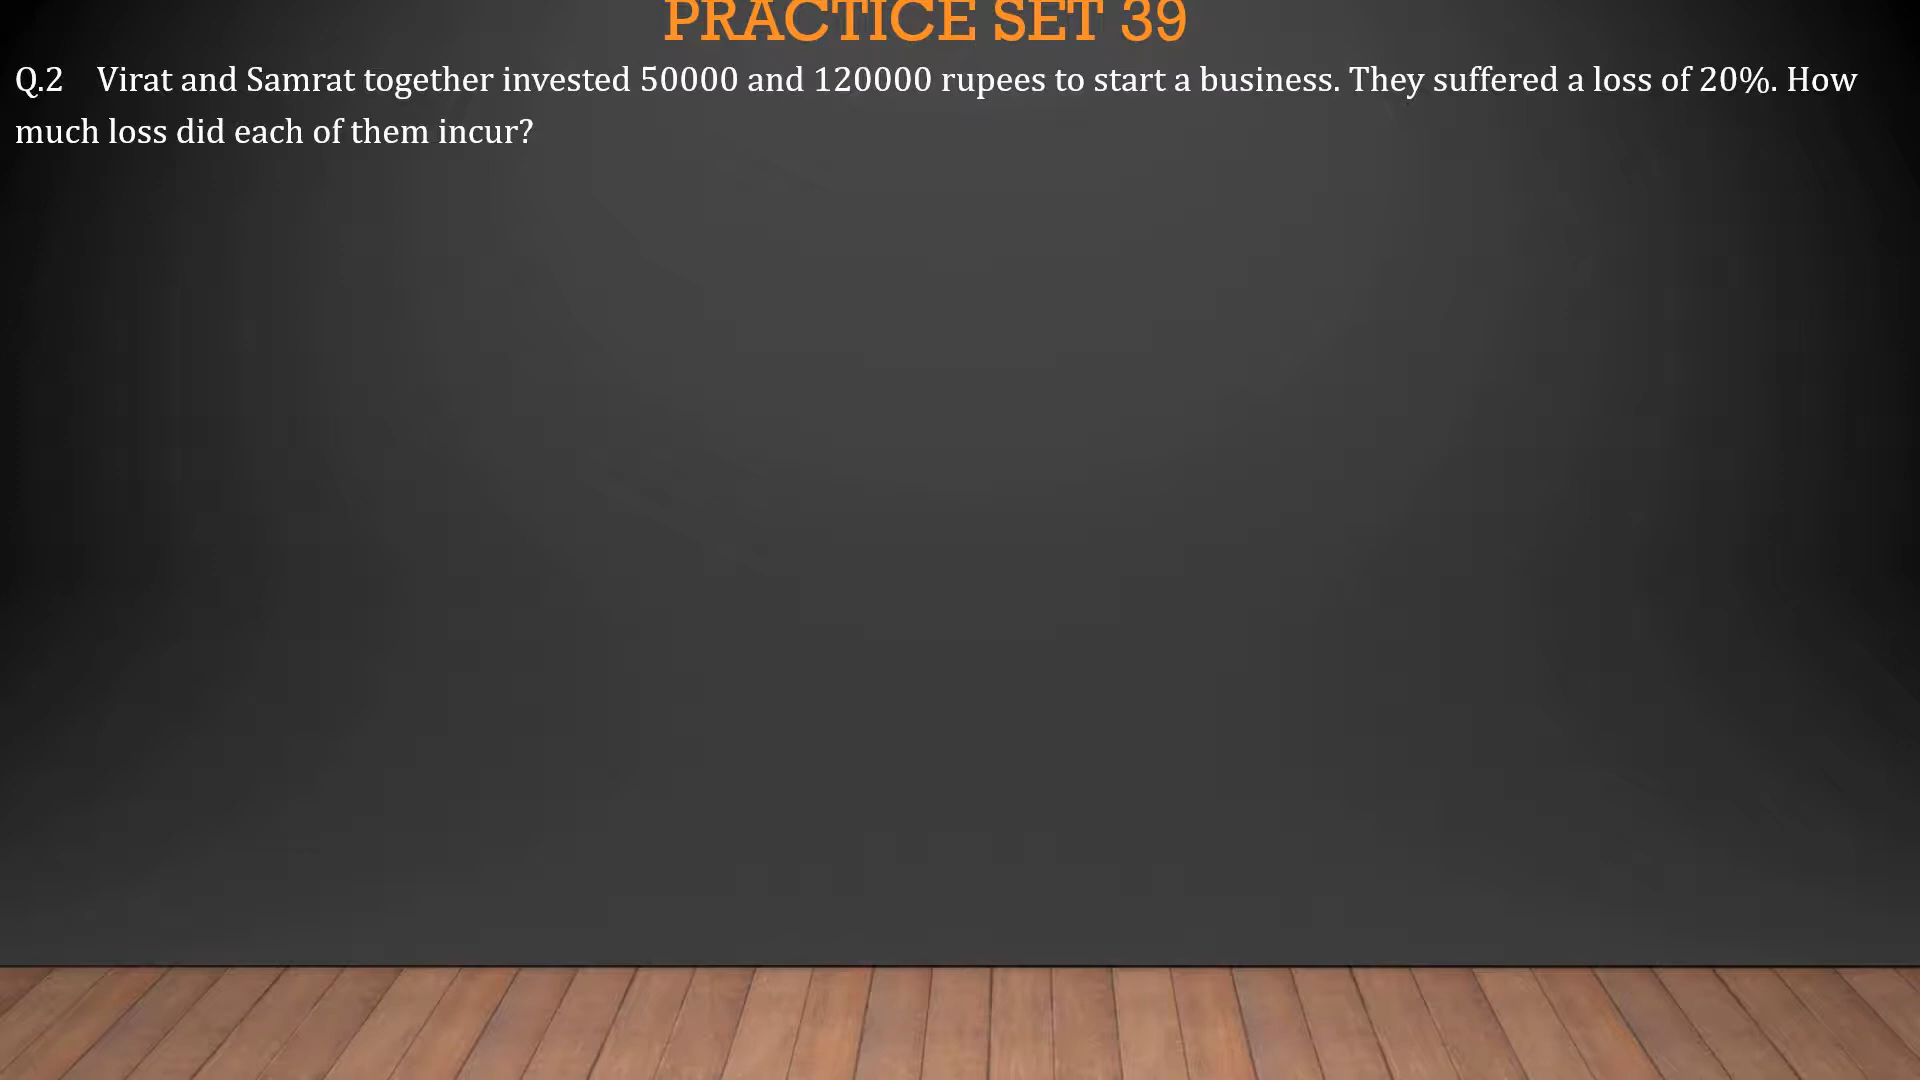 PRACTICE SET 39
Q.2 Virat and Samrat together invested 50000 and 120000 rupees to start a business. They suffered a loss of 20%. How
much loss did each of them incur?